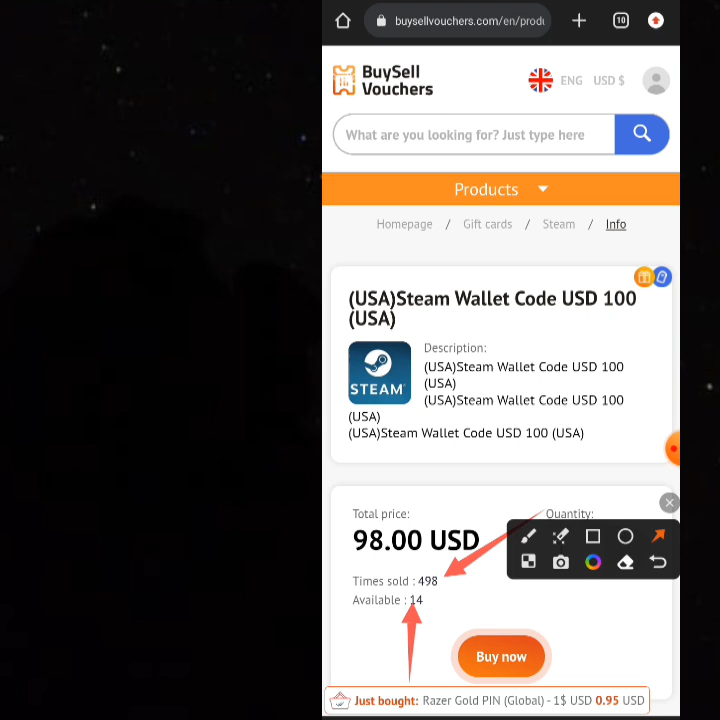 buysellvouchers.com/en/produ
10
BuySell
Vouchers
ENG USD $
What are you looking for? Just type here
Products
Homepage / Gift cards / Steam / Info
(USA)Steam Wallet Code USD 100
(USA)
Description:
STEAM
(USA)Steam Wallet Code USD 100
(USA)
(USA)Steam Wallet Code USD 100
(USA)
(USA)Steam Wallet Code USD 100 (USA)
Total price:
Quantity:
98.00 USD
Times sold : 498
Available : 14
Buy now
Just bought: Razer Gold PIN (Global) - 1$ USD 0.95 USD